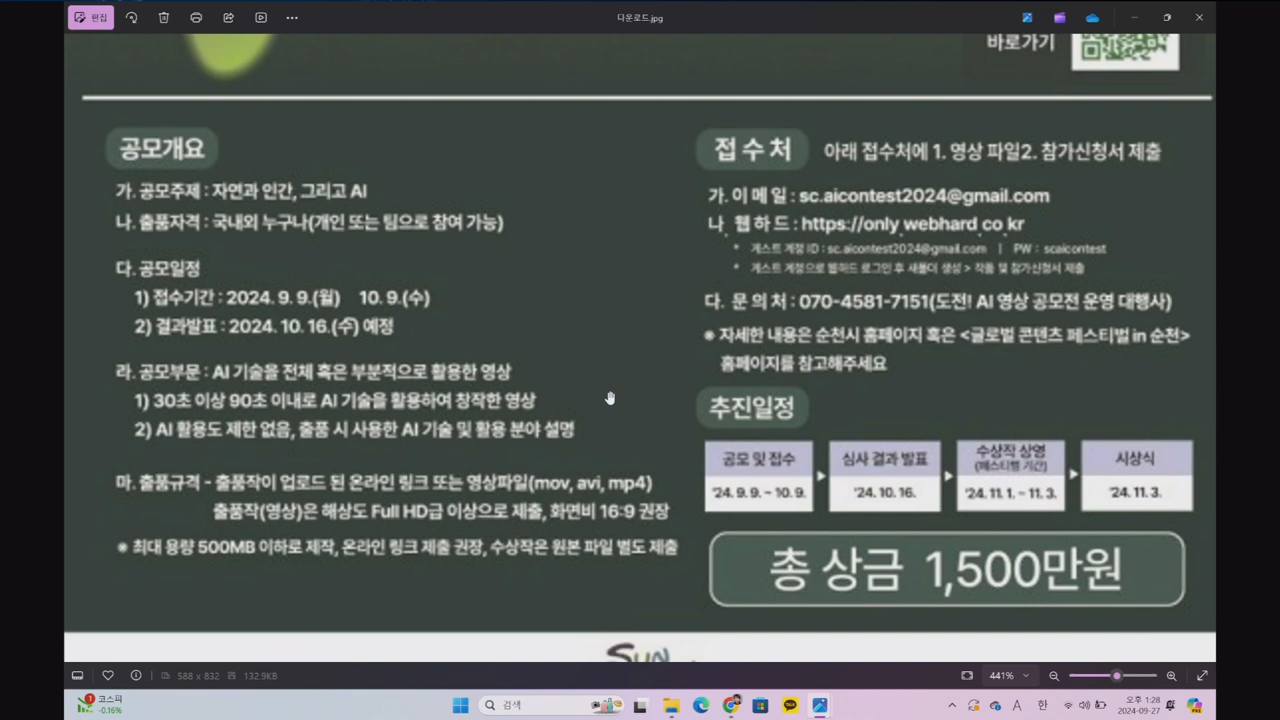 편집
다운로드.jpg
바로가기
공모개요
가. 공모주제 : 자연과 인간, 그리고 AI
나. 출품자격 : 국내외 누구나(개인 또는 팀으로 참여 가능)
다. 공모일정
1) 접수기간 : 2024. 9. 9.(월) 10. 9.(수)
2) 결과발표 : 2024. 10. 16.(수) 예정
라. 공모부문 : AI 기술을 전체 혹은 부분적으로 활용한 영상
1) 30초 이상 90초 이내로 AI 기술을 활용하여 창작한 영상
2) AI 활용도 제한 없음, 출품 시 사용한 AI 기술 및 활용 분야 설명
마. 출품규격 - 출품작이 업로드 된 온라인 링크 또는 영상파일(mov, avi, mp4)
출품작(영상)은 해상도 Full HD급 이상으로 제출, 화면비 16:9 권장
※ 최대 용량 500MB 이하로 제작, 온라인 링크 제출 권장, 수상작은 원본 파일 별도 제출
접수처 아래 접수처에 1. 영상 파일2. 참가신청서 제출
가. 이메일 : sc.aicontest2024@gmail.com
나. 웹하드 : https://only.webhard.co.kr
* 게스트 계정 ID : sc.aicontest2024@gmail.com | PW : scaicontest
* 게스트 계정으로 웹하드 로그인 후 새폴더 생성 > 작품 및 참가신청서 제출
다. 문의처 : 070-4581-7151(도전! AI 영상 공모전 운영 대행사)
※ 자세한 내용은 순천시 홈페이지 혹은 <글로벌 콘텐츠 페스티벌 in 순천>
홈페이지를 참고해주세요
추진일정
공모 및 접수
'24. 9. 9. ~ 10. 9.
심사 결과 발표
'24. 10. 16.
수상작 상영
(페스티벌 기간)
'24. 11. 1. ~ 11. 3.
시상식
'24. 11. 3.
총 상금 1,500만원
SUN
588 x 832
132.9KB
441%
1
코스피
-0.16%
검색
A
한
오후 1:28
2024-09-27